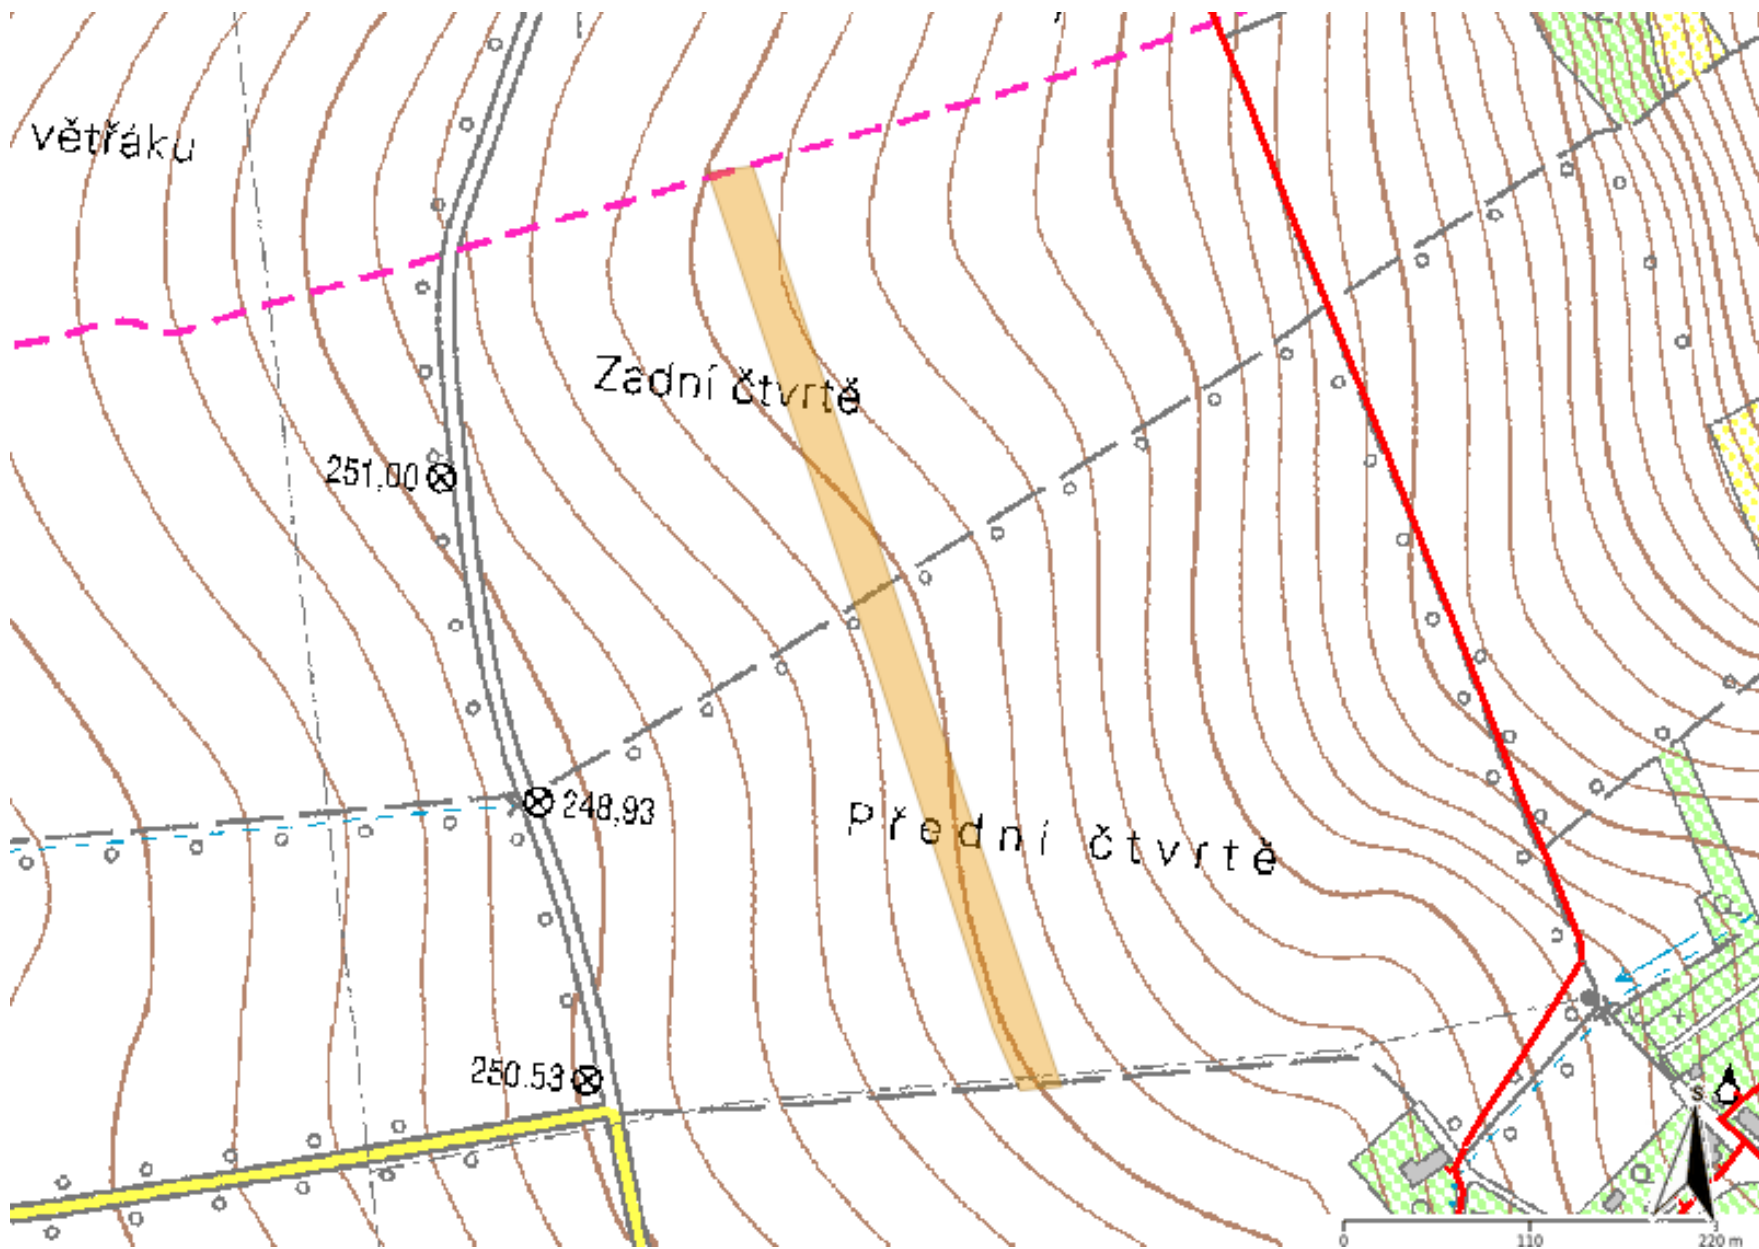 větřáku
Zadní čtvrtě
251,00
248,93
Přední čtvrtě
250.53
S
0 110 220 m